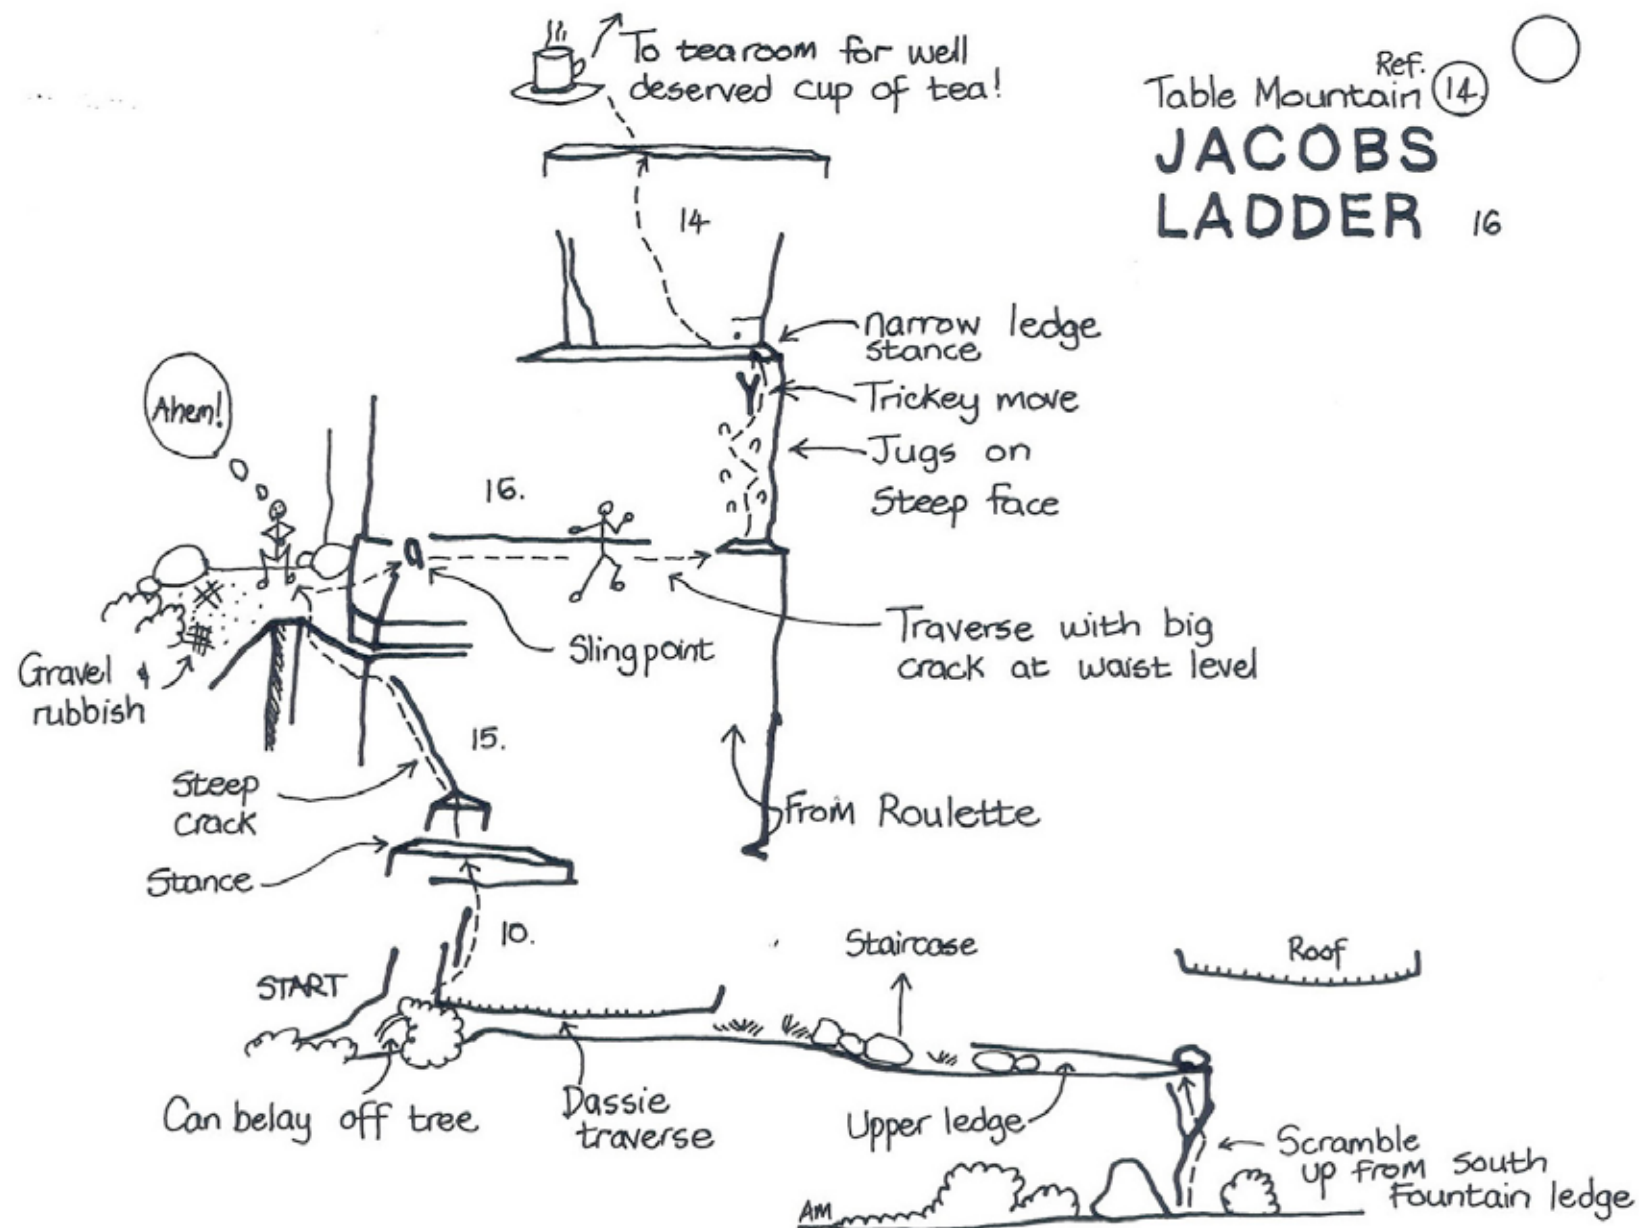 To tearoom for well
deserved cup of tea!
Ref.
Table Mountain 14
JACOBS
LADDER 16
14
narrow ledge
stance
Trickey move
Jugs on
Steep face
Ahem!
16.
Traverse with big
crack at waist level
Slingpoint
Gravel &
rubbish
15.
Steep
crack
From Roulette
Stance
10.
Staircase
Roof
START
Can belay off tree
Dassie
traverse
Upper ledge
Scramble
up from South
Fountain ledge
AM